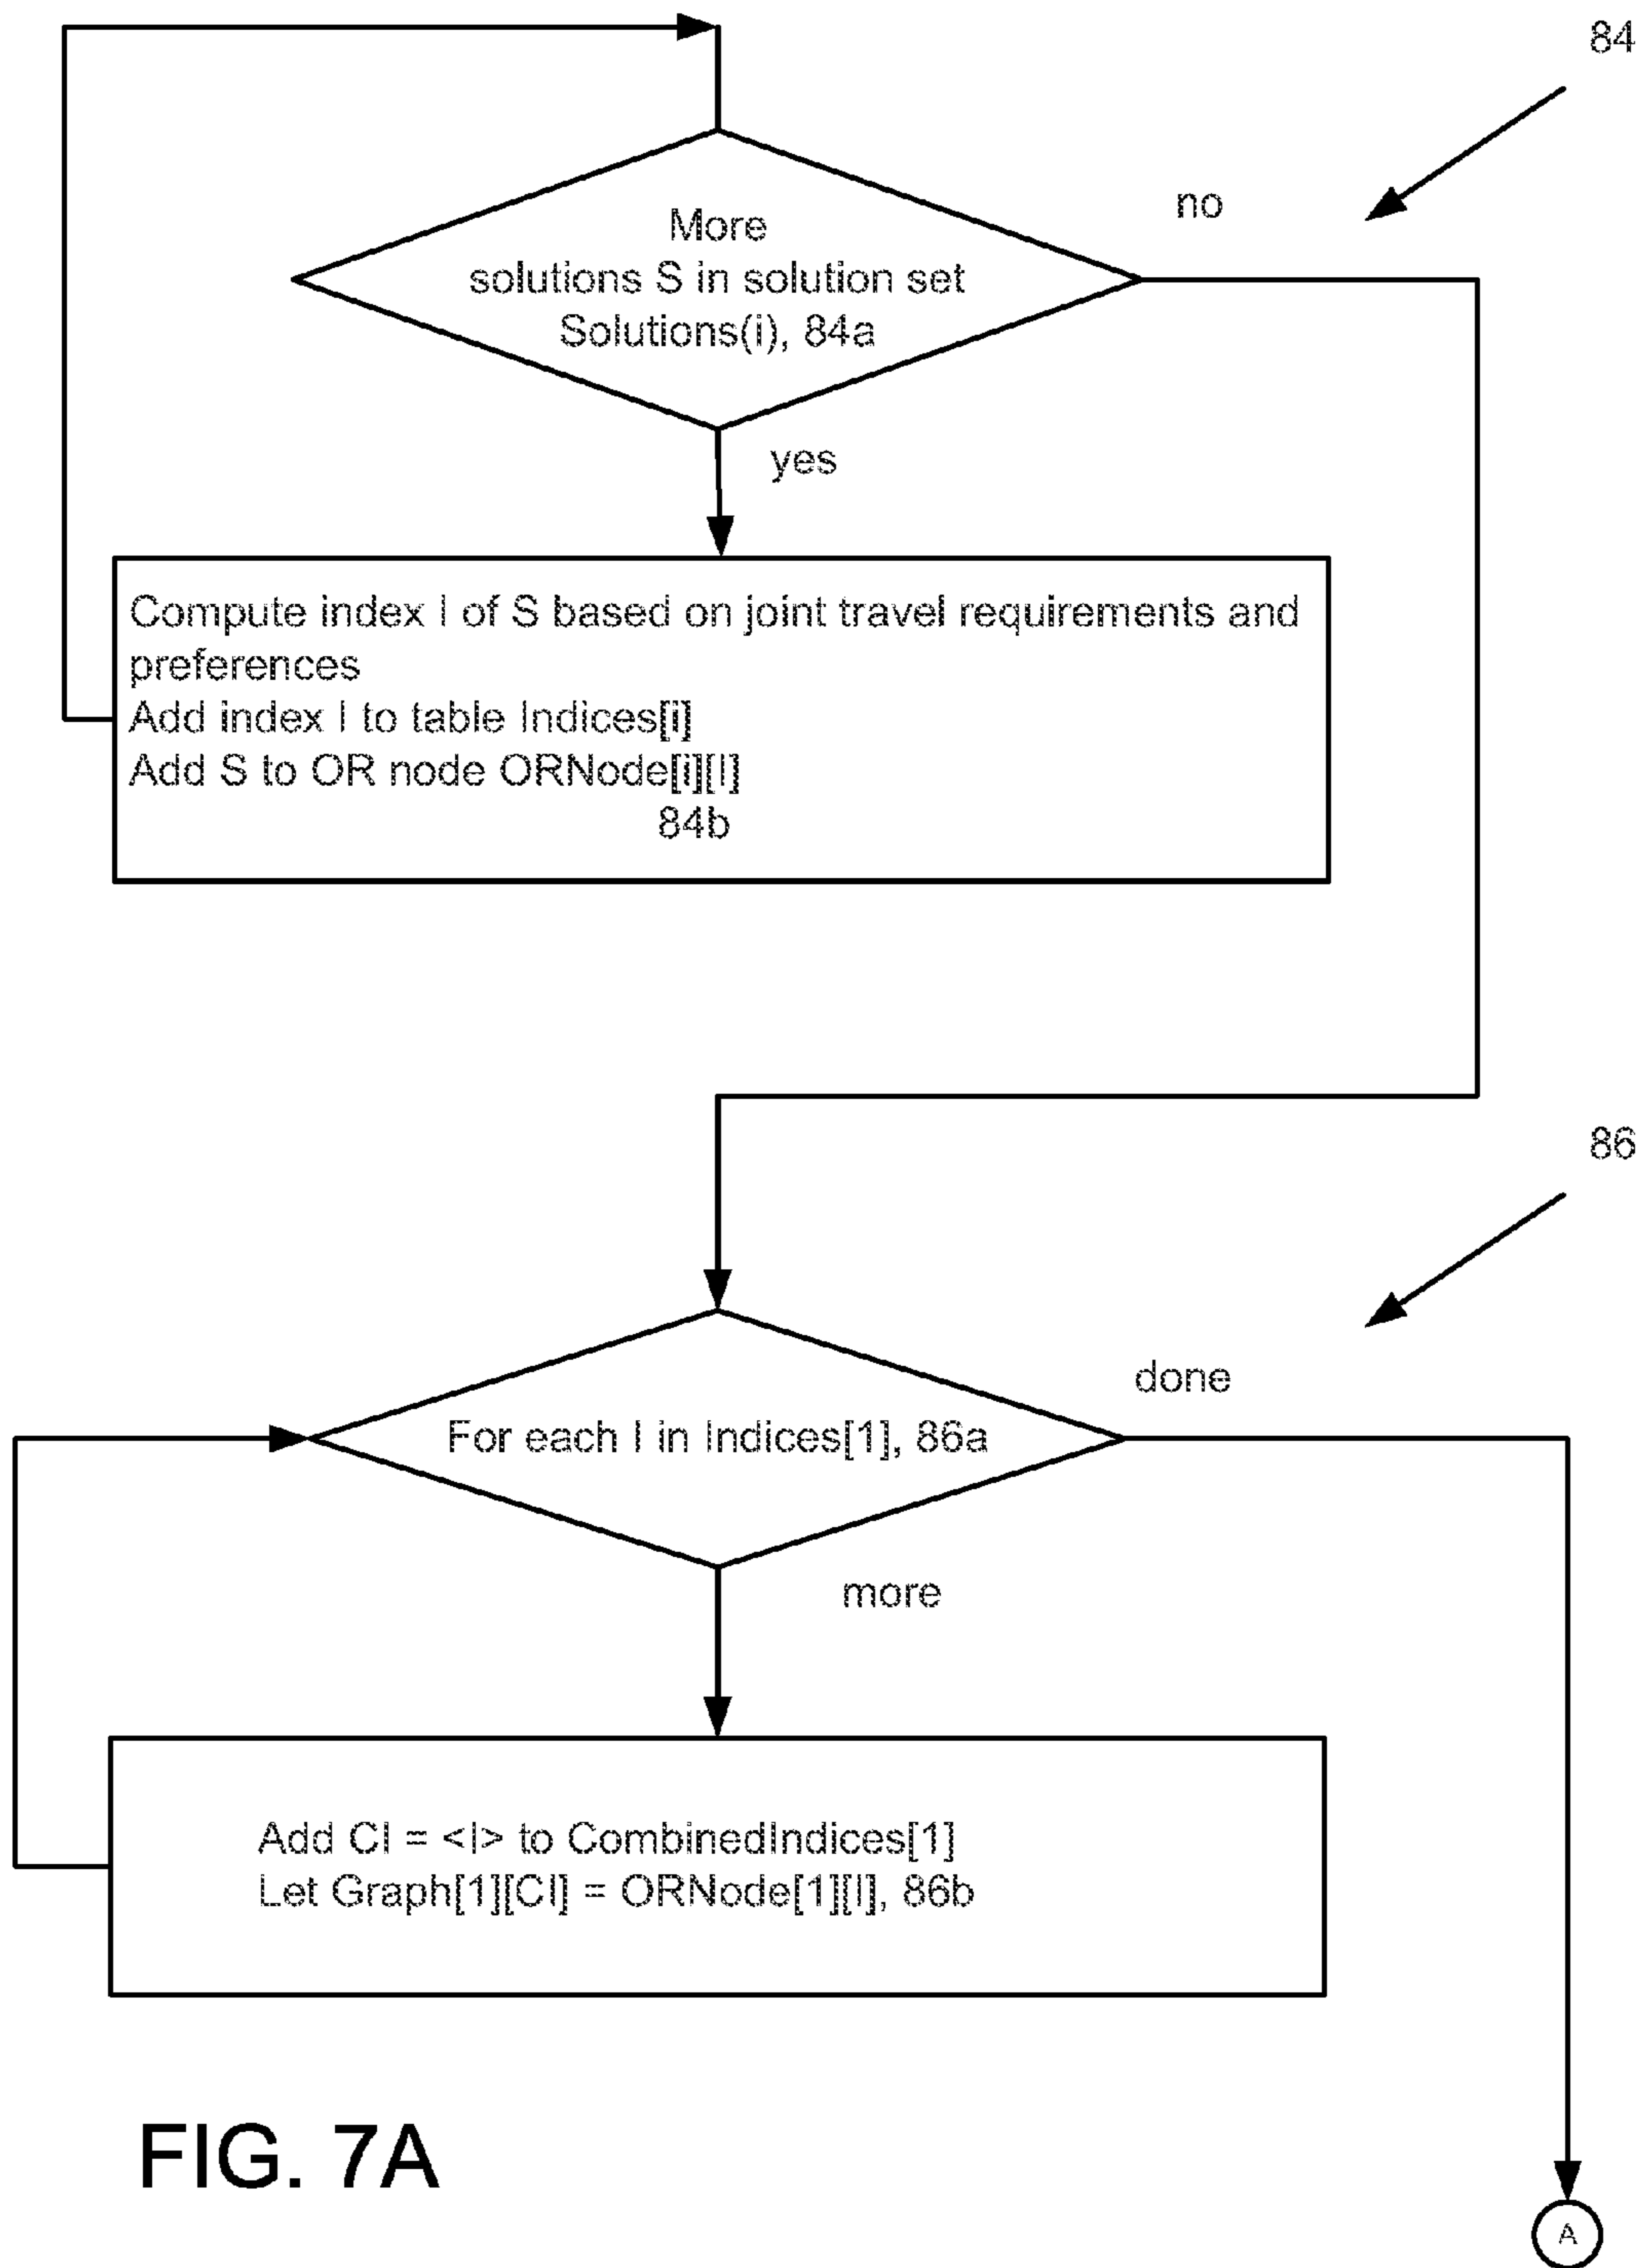 84
More
no
solutions S in solution set
Solutions(i), 84a
yes
Compute index I of S based on joint travel requirements and
preferences
Add index I to table Indices[i]
Add S to OR node ORNode[i][I]
84b
86
done
For each I in Indices[1], 86a
more
Add CI = <I> to CombinedIndices[1]
Let Graph[1][CI] = ORNode[1][I], 86b
FIG. 7A
A